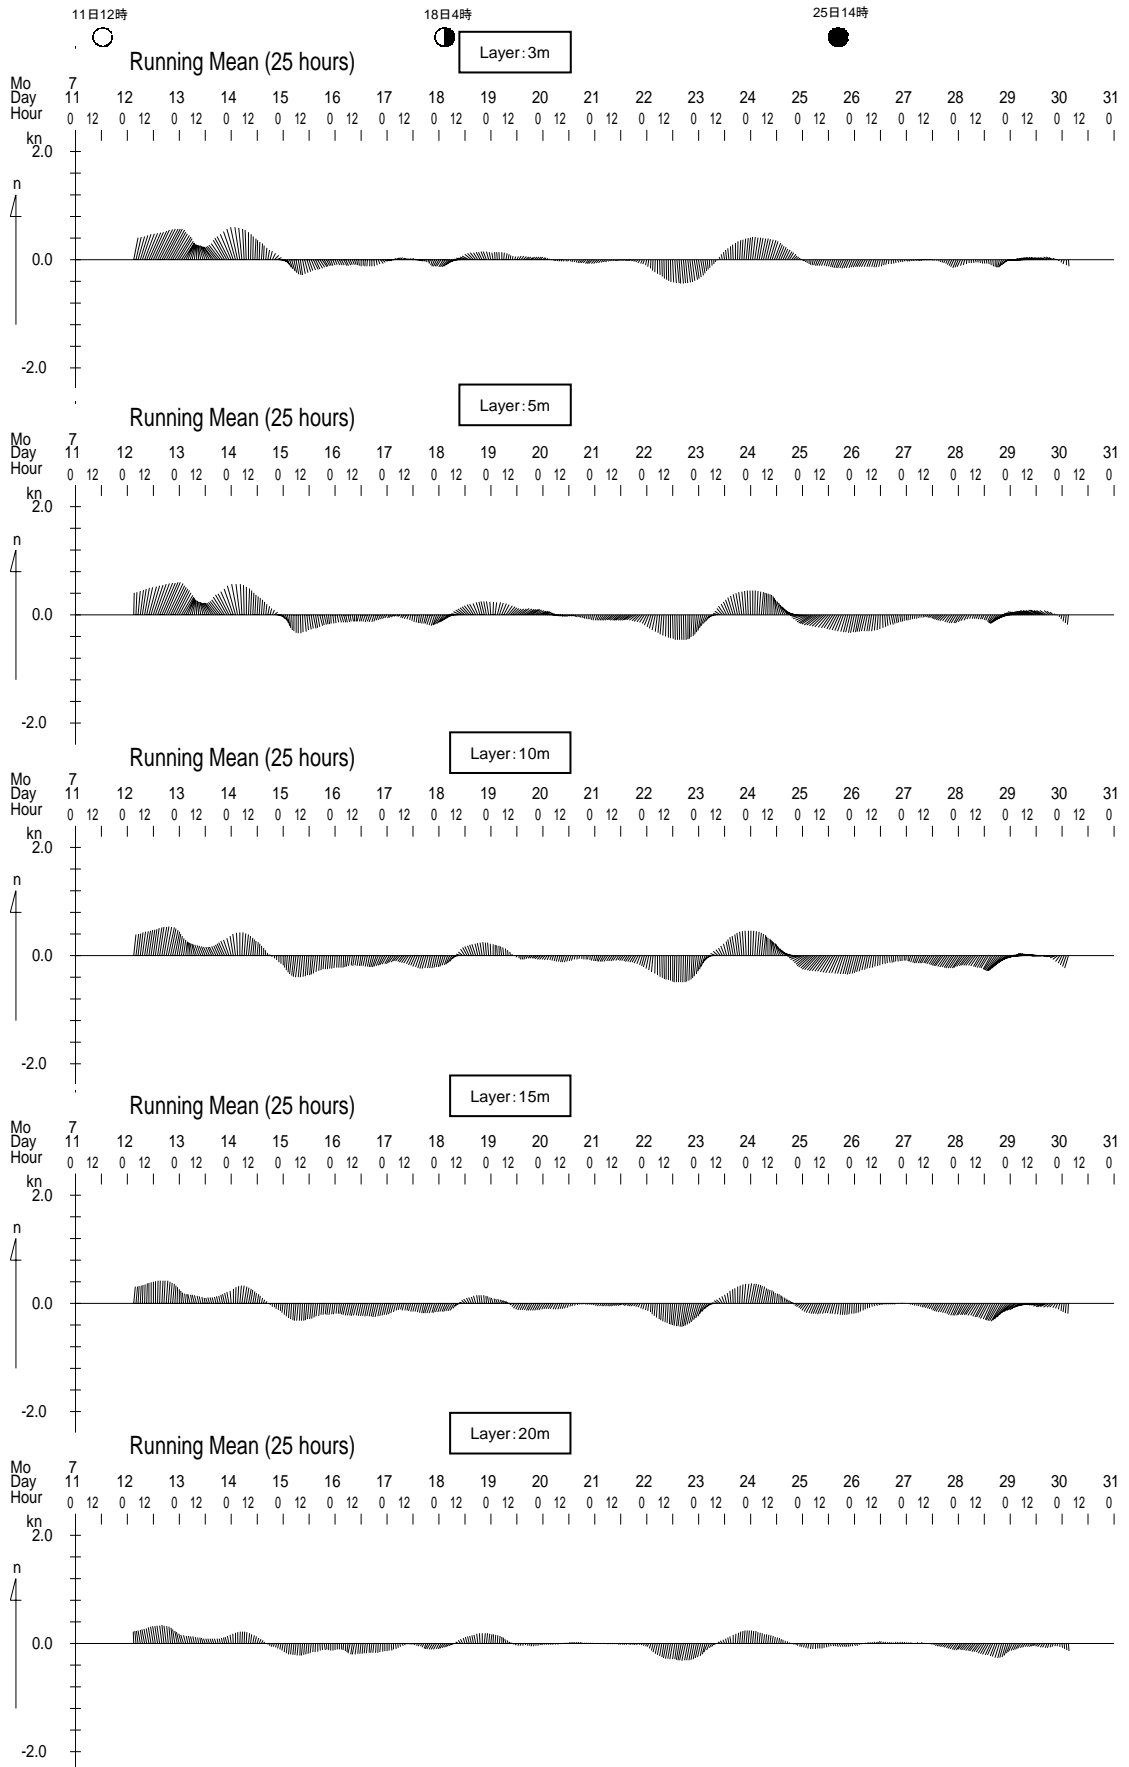 11日12時 18日4時 25日14時
Layer:3m
Running Mean (25 hours)
Mo 7
Day 11 12 13 14 15 16 17 18 19 20 21 22 23 24 25 26 27 28 29 30 31
Hour 0 12 0 12 0 12 0 12 0 12 0 12 0 12 0 12 0 12 0 12 0 12 0 12 0 12 0 12 0 12 0 12 0 12 0 12 0 12 0 12 0
kn
2.0
n
0.0
-2.0
Layer:5m
Running Mean (25 hours)
Mo 7
Day 11 12 13 14 15 16 17 18 19 20 21 22 23 24 25 26 27 28 29 30 31
Hour 0 12 0 12 0 12 0 12 0 12 0 12 0 12 0 12 0 12 0 12 0 12 0 12 0 12 0 12 0 12 0 12 0 12 0 12 0 12 0 12 0
kn
2.0
n
0.0
-2.0
Layer:10m
Running Mean (25 hours)
Mo 7
Day 11 12 13 14 15 16 17 18 19 20 21 22 23 24 25 26 27 28 29 30 31
Hour 0 12 0 12 0 12 0 12 0 12 0 12 0 12 0 12 0 12 0 12 0 12 0 12 0 12 0 12 0 12 0 12 0 12 0 12 0 12 0 12 0
kn
2.0
n
0.0
-2.0
Layer:15m
Running Mean (25 hours)
Mo 7
Day 11 12 13 14 15 16 17 18 19 20 21 22 23 24 25 26 27 28 29 30 31
Hour 0 12 0 12 0 12 0 12 0 12 0 12 0 12 0 12 0 12 0 12 0 12 0 12 0 12 0 12 0 12 0 12 0 12 0 12 0 12 0 12 0
kn
2.0
n
0.0
-2.0
Layer:20m
Running Mean (25 hours)
Mo 7
Day 11 12 13 14 15 16 17 18 19 20 21 22 23 24 25 26 27 28 29 30 31
Hour 0 12 0 12 0 12 0 12 0 12 0 12 0 12 0 12 0 12 0 12 0 12 0 12 0 12 0 12 0 12 0 12 0 12 0 12 0 12 0 12 0
kn
2.0
n
0.0
-2.0